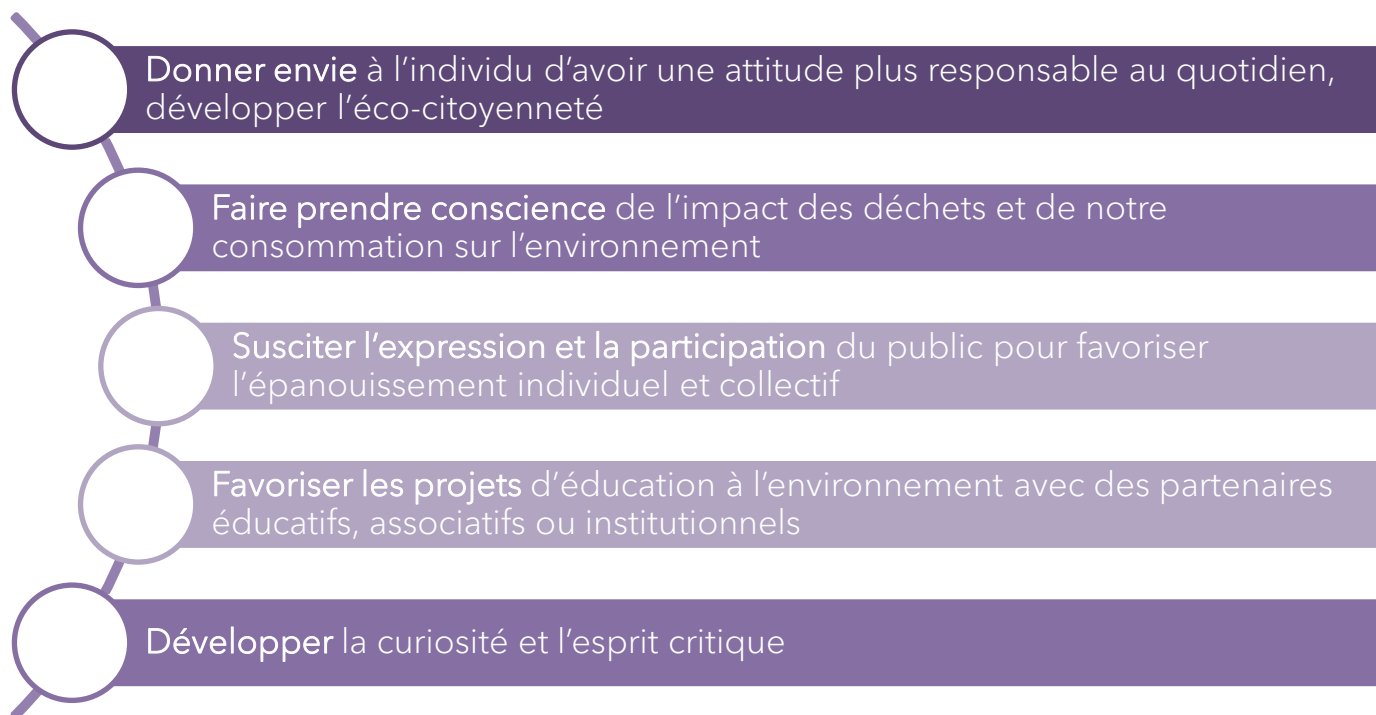 Donner envie à l’individu d’avoir une attitude plus responsable au quotidien,
développer l’éco-citoyenneté
Faire prendre conscience de l’impact des déchets et de notre
consommation sur l’environnement
Susciter l’expression et la participation du public pour favoriser
l’épanouissement individuel et collectif
Favoriser les projets d’éducation à l’environnement avec des partenaires
éducatifs, associatifs ou institutionnels
Développer la curiosité et l’esprit critique